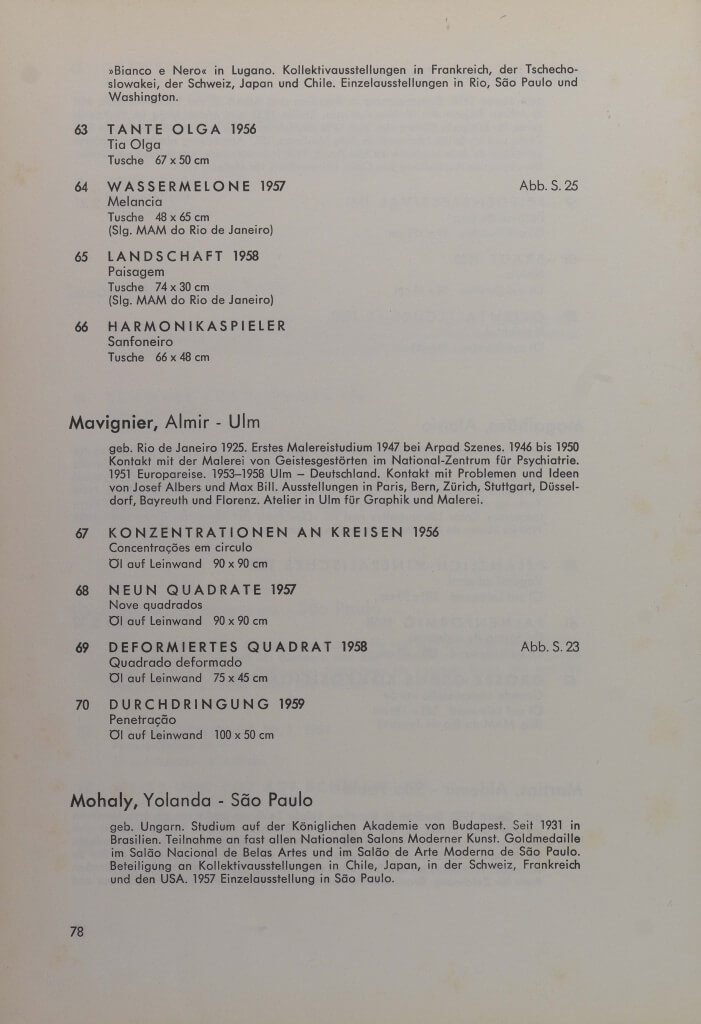 »Bianco e Nero« in Lugano. Kollektivausstellungen in Frankreich, der Tschecho-
slowakei, der Schweiz, Japan und Chile. Einzelausstellungen in Rio, São Paulo und
Washington.
63 TANTE OLGA 1956
Tia Olga
Tusche 67 x 50 cm
64 WASSERMELONE 1957 Abb. S. 25
Melancia
Tusche 48 x 65 cm
(Slg. MAM do Rio de Janeiro)
65 LANDSCHAFT 1958
Paisagem
Tusche 74 x 30 cm
(Slg. MAM do Rio de Janeiro)
66 HARMONIKASPIELER
Sanfoneiro
Tusche 66 x 48 cm
Mavignier, Almir - Ulm
geb. Rio de Janeiro 1925. Erstes Malereistudium 1947 bei Arpad Szenes. 1946 bis 1950
Kontakt mit der Malerei von Geistesgestörten im National-Zentrum für Psychiatrie.
1951 Europareise. 1953–1958 Ulm – Deutschland. Kontakt mit Problemen und Ideen
von Josef Albers und Max Bill. Ausstellungen in Paris, Bern, Zürich, Stuttgart, Düssel-
dorf, Bayreuth und Florenz. Atelier in Ulm für Graphik und Malerei.
67 KONZENTRATIONEN AN KREISEN 1956
Concentrações em circulo
Öl auf Leinwand 90 x 90 cm
68 NEUN QUADRATE 1957
Nove quadrados
Öl auf Leinwand 90 x 90 cm
69 DEFORMIERTES QUADRAT 1958 Abb. S. 23
Quadrado deformado
Öl auf Leinwand 75 x 45 cm
70 DURCHDRINGUNG 1959
Penetração
Öl auf Leinwand 100 x 50 cm
Mohaly, Yolanda - São Paulo
geb. Ungarn. Studium auf der Königlichen Akademie von Budapest. Seit 1931 in
Brasilien. Teilnahme an fast allen Nationalen Salons Moderner Kunst. Goldmedaille
im Salão Nacional de Belas Artes und im Salão de Arte Moderna de São Paulo.
Beteiligung an Kollektivausstellungen in Chile, Japan, in der Schweiz, Frankreich
und den USA. 1957 Einzelausstellung in São Paulo.
78